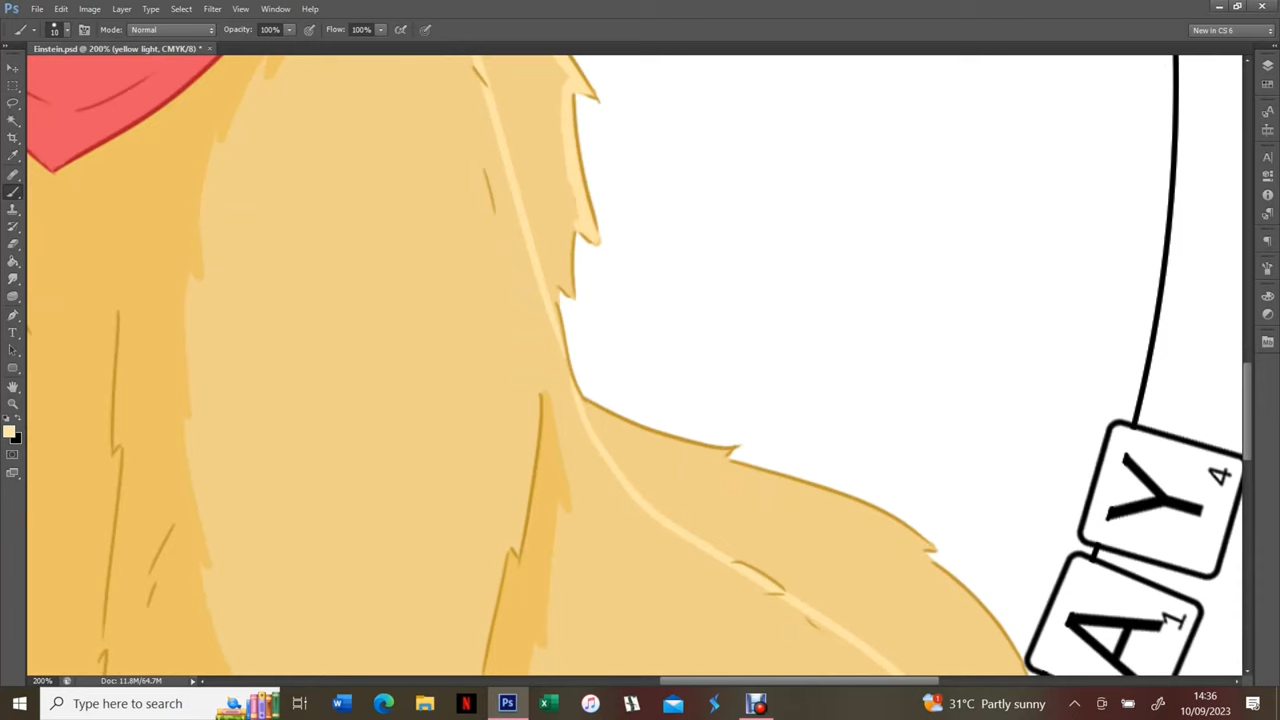 Ps File Edit Image Layer Type Select Filter View Window Help
10 Mode: Normal Opacity: 100% Flow: 100% New in CS 6
Einstein.psd @ 200% (yellow light, CMYK/8) * ×
Y 4
A 1
200% Doc: 11.8M/64.7M
Type here to search 31°C Partly sunny 14:36
10/09/2023